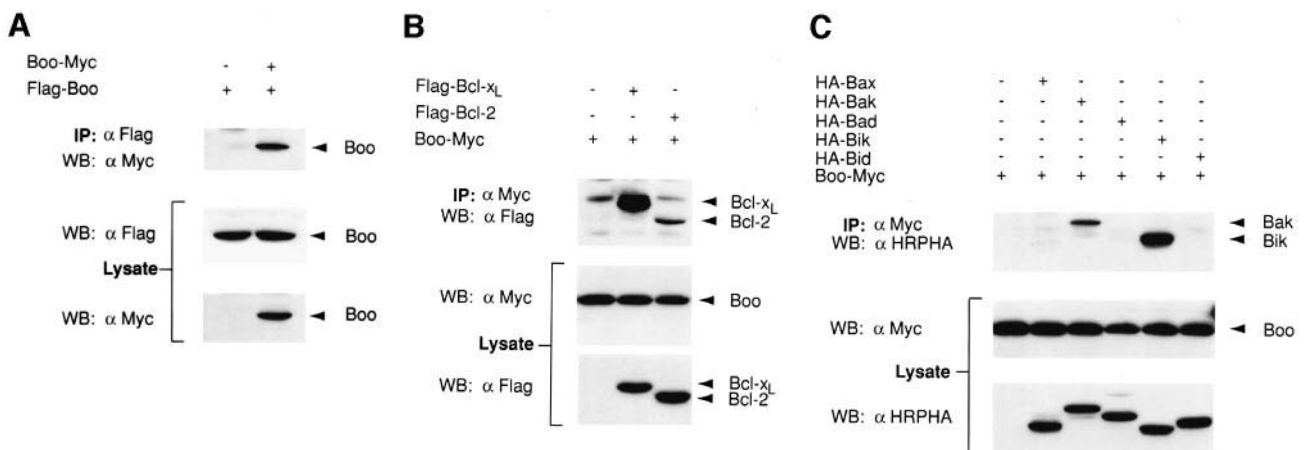 A
Boo-Myc - +
Flag-Boo + +
IP: α Flag
WB: α Myc
Boo
WB: α Flag
Boo
Lysate
WB: α Myc
Boo
B
Flag-Bcl-xL - + -
Flag-Bcl-2 - - +
Boo-Myc + + +
IP: α Myc
WB: α Flag
Bcl-xL
Bcl-2
WB: α Myc
Boo
Lysate
WB: α Flag
Bcl-xL
Bcl-2
C
HA-Bax - + - - - -
HA-Bak - - + - - -
HA-Bad - - - + - -
HA-Bik - - - - + -
HA-Bid - - - - - +
Boo-Myc + + + + + +
IP: α Myc
WB: α HRPHA
Bak
Bik
WB: α Myc
Boo
Lysate
WB: α HRPHA